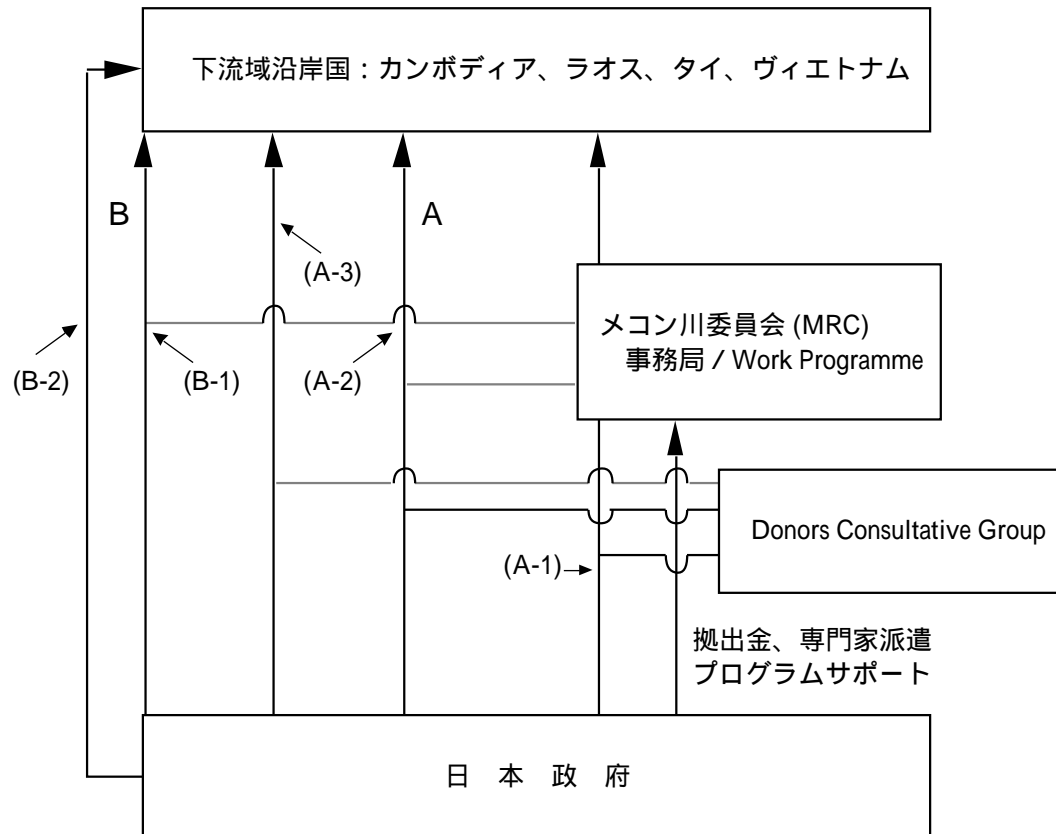 下流域沿岸国：カンボディア、ラオス、タイ、ヴィエトナム
B
A
(A-3)
メコン川委員会 (MRC)
事務局 / Work Programme
(B-2)
(B-1)
(A-2)
Donors Consultative Group
(A-1)
拠出金、専門家派遣
プログラムサポート
日 本 政 府